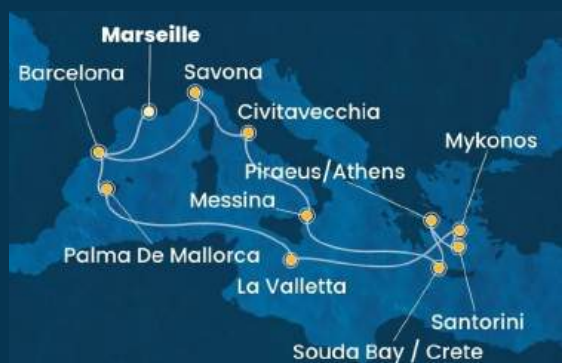 Marseille
Barcelona
Savona
Civitavecchia
Mykonos
Piraeus/Athens
Messina
Palma De Mallorca
La Valletta
Santorini
Souda Bay / Crete